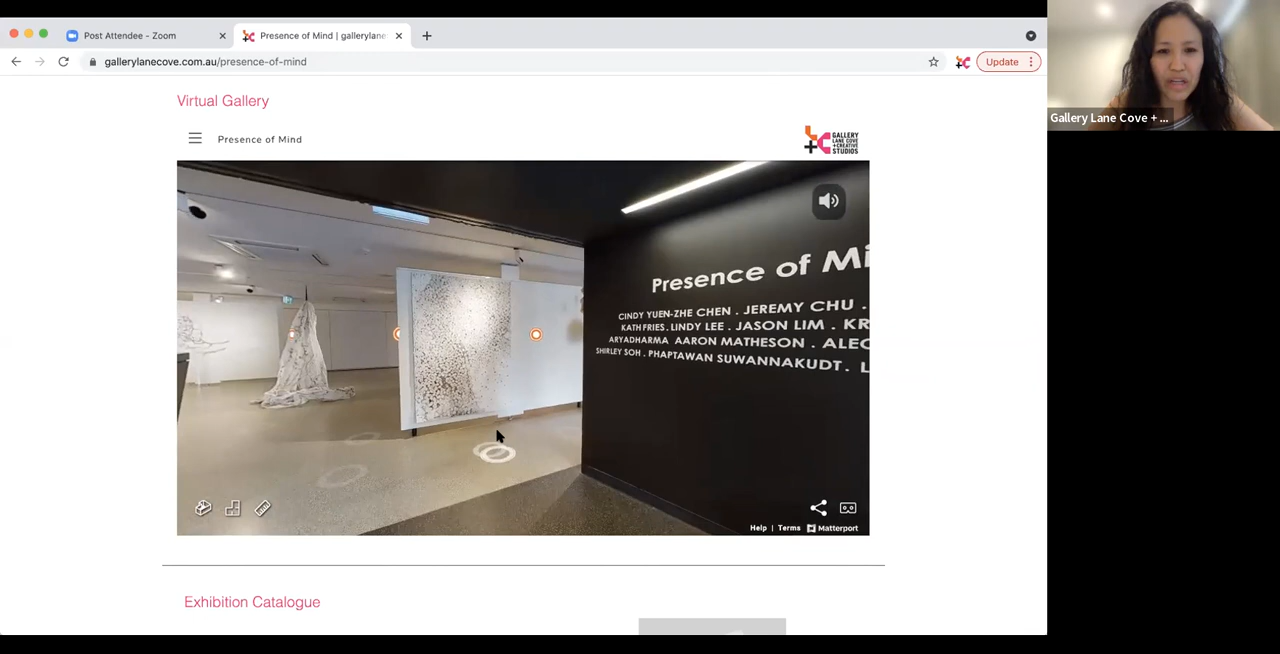 Post Attendee - Zoom
Presence of Mind | gallerylane
gallerylanecove.com.au/presence-of-mind
Update
Gallery Lane Cove + ...
Virtual Gallery
Presence of Mind
GALLERY
LANE COVE
+CREATIVE
STUDIOS
Presence of Mi
CINDY YUEN-ZHE CHEN . JEREMY CHU .
KATH FRIES . LINDY LEE . JASON LIM . KR
ARYADHARMA AARON MATHESON . ALEC
SHIRLEY SOH . PHAPTAWAN SUWANNAKUDT . L
Help | Terms Matterport
Exhibition Catalogue